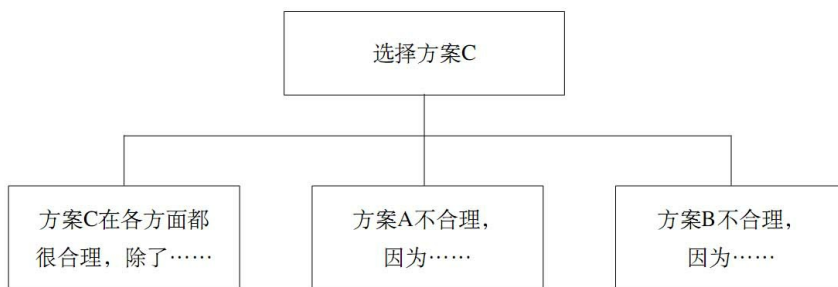 选择方案C
方案C在各方面都
很合理，除了……
方案A不合理，
因为……
方案B不合理，
因为……